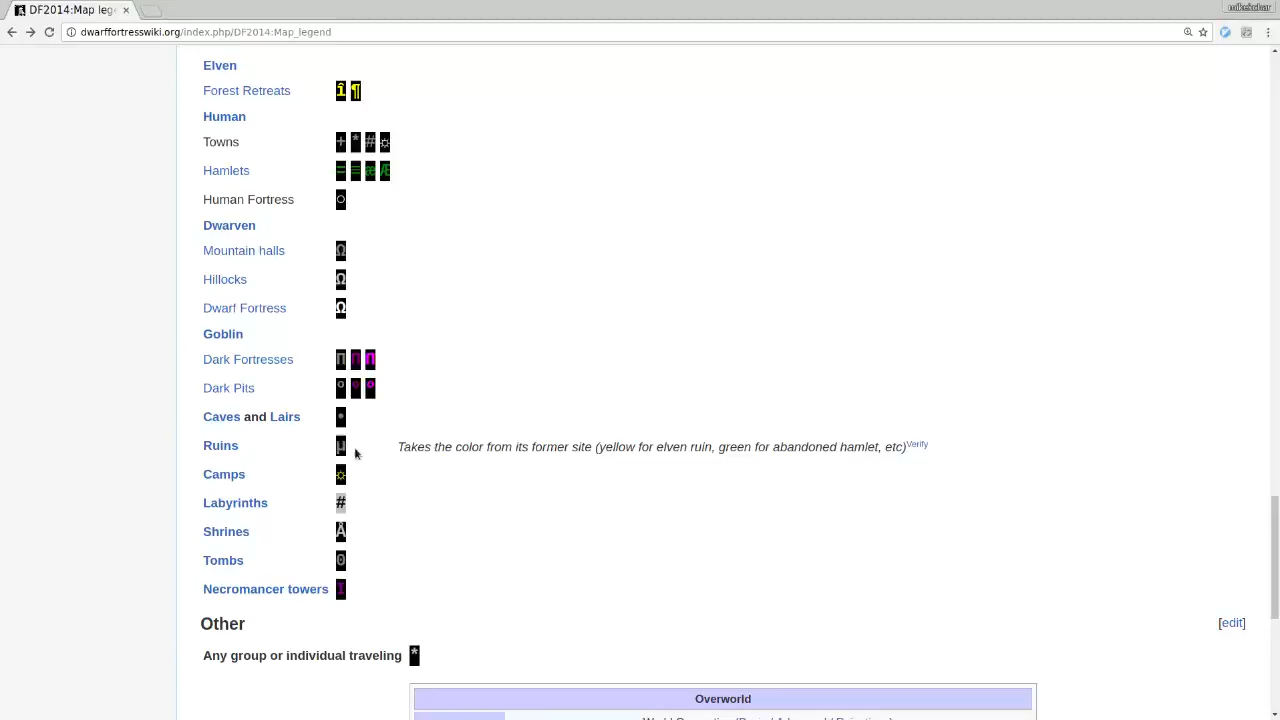 DF2014:Map leg
mikeischar
dwarffortresswiki.org/index.php/DF2014:Map_legend
Elven
Forest Retreats î ¶
Human
Towns + * # ☼
Hamlets = ≡ æ Æ
Human Fortress ○
Dwarven
Mountain halls Ω
Hillocks Ω
Dwarf Fortress Ω
Goblin
Dark Fortresses π π π
Dark Pits º º º
Caves and Lairs •
Ruins µ Takes the color from its former site (yellow for elven ruin, green for abandoned hamlet, etc)Verify
Camps ☼
Labyrinths #
Shrines Å
Tombs 0
Necromancer towers I
Other [edit]
Any group or individual traveling *
Overworld